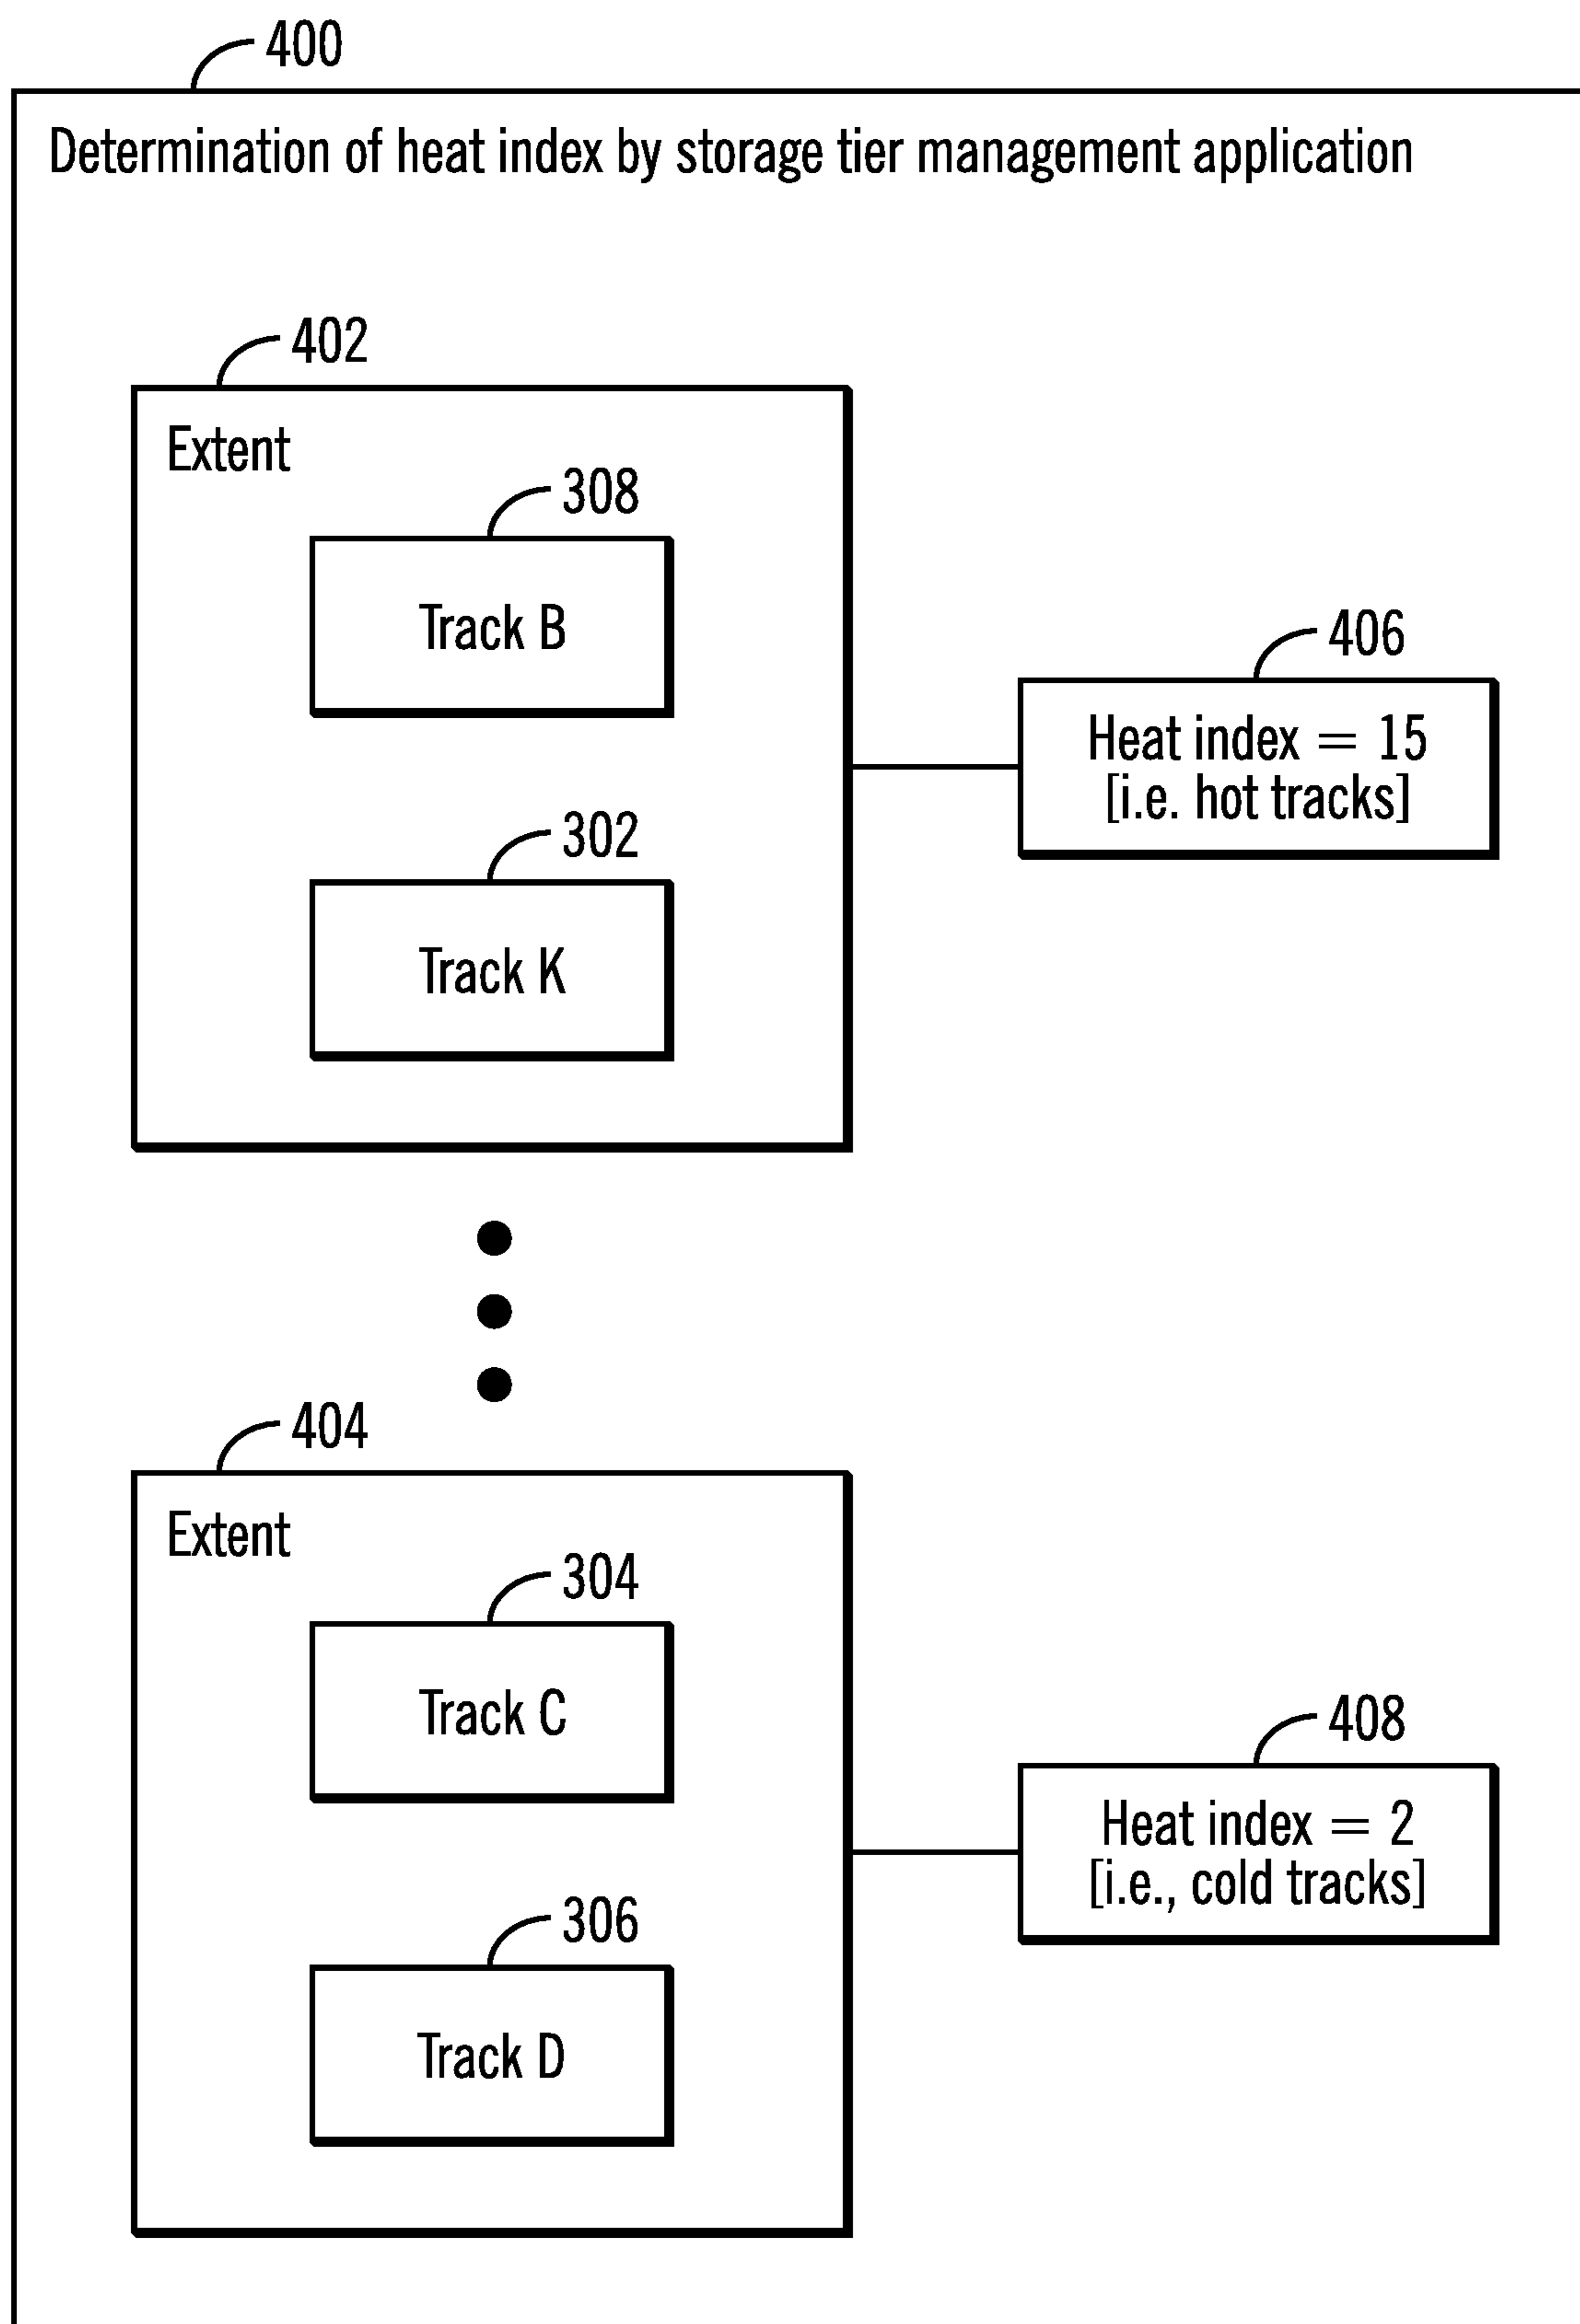 400
Determination of heat index by storage tier management application
402
Extent
308
Track B
302
Track K
406
Heat index = 15
[i.e. hot tracks]
404
Extent
304
Track C
306
Track D
408
Heat index = 2
[i.e., cold tracks]